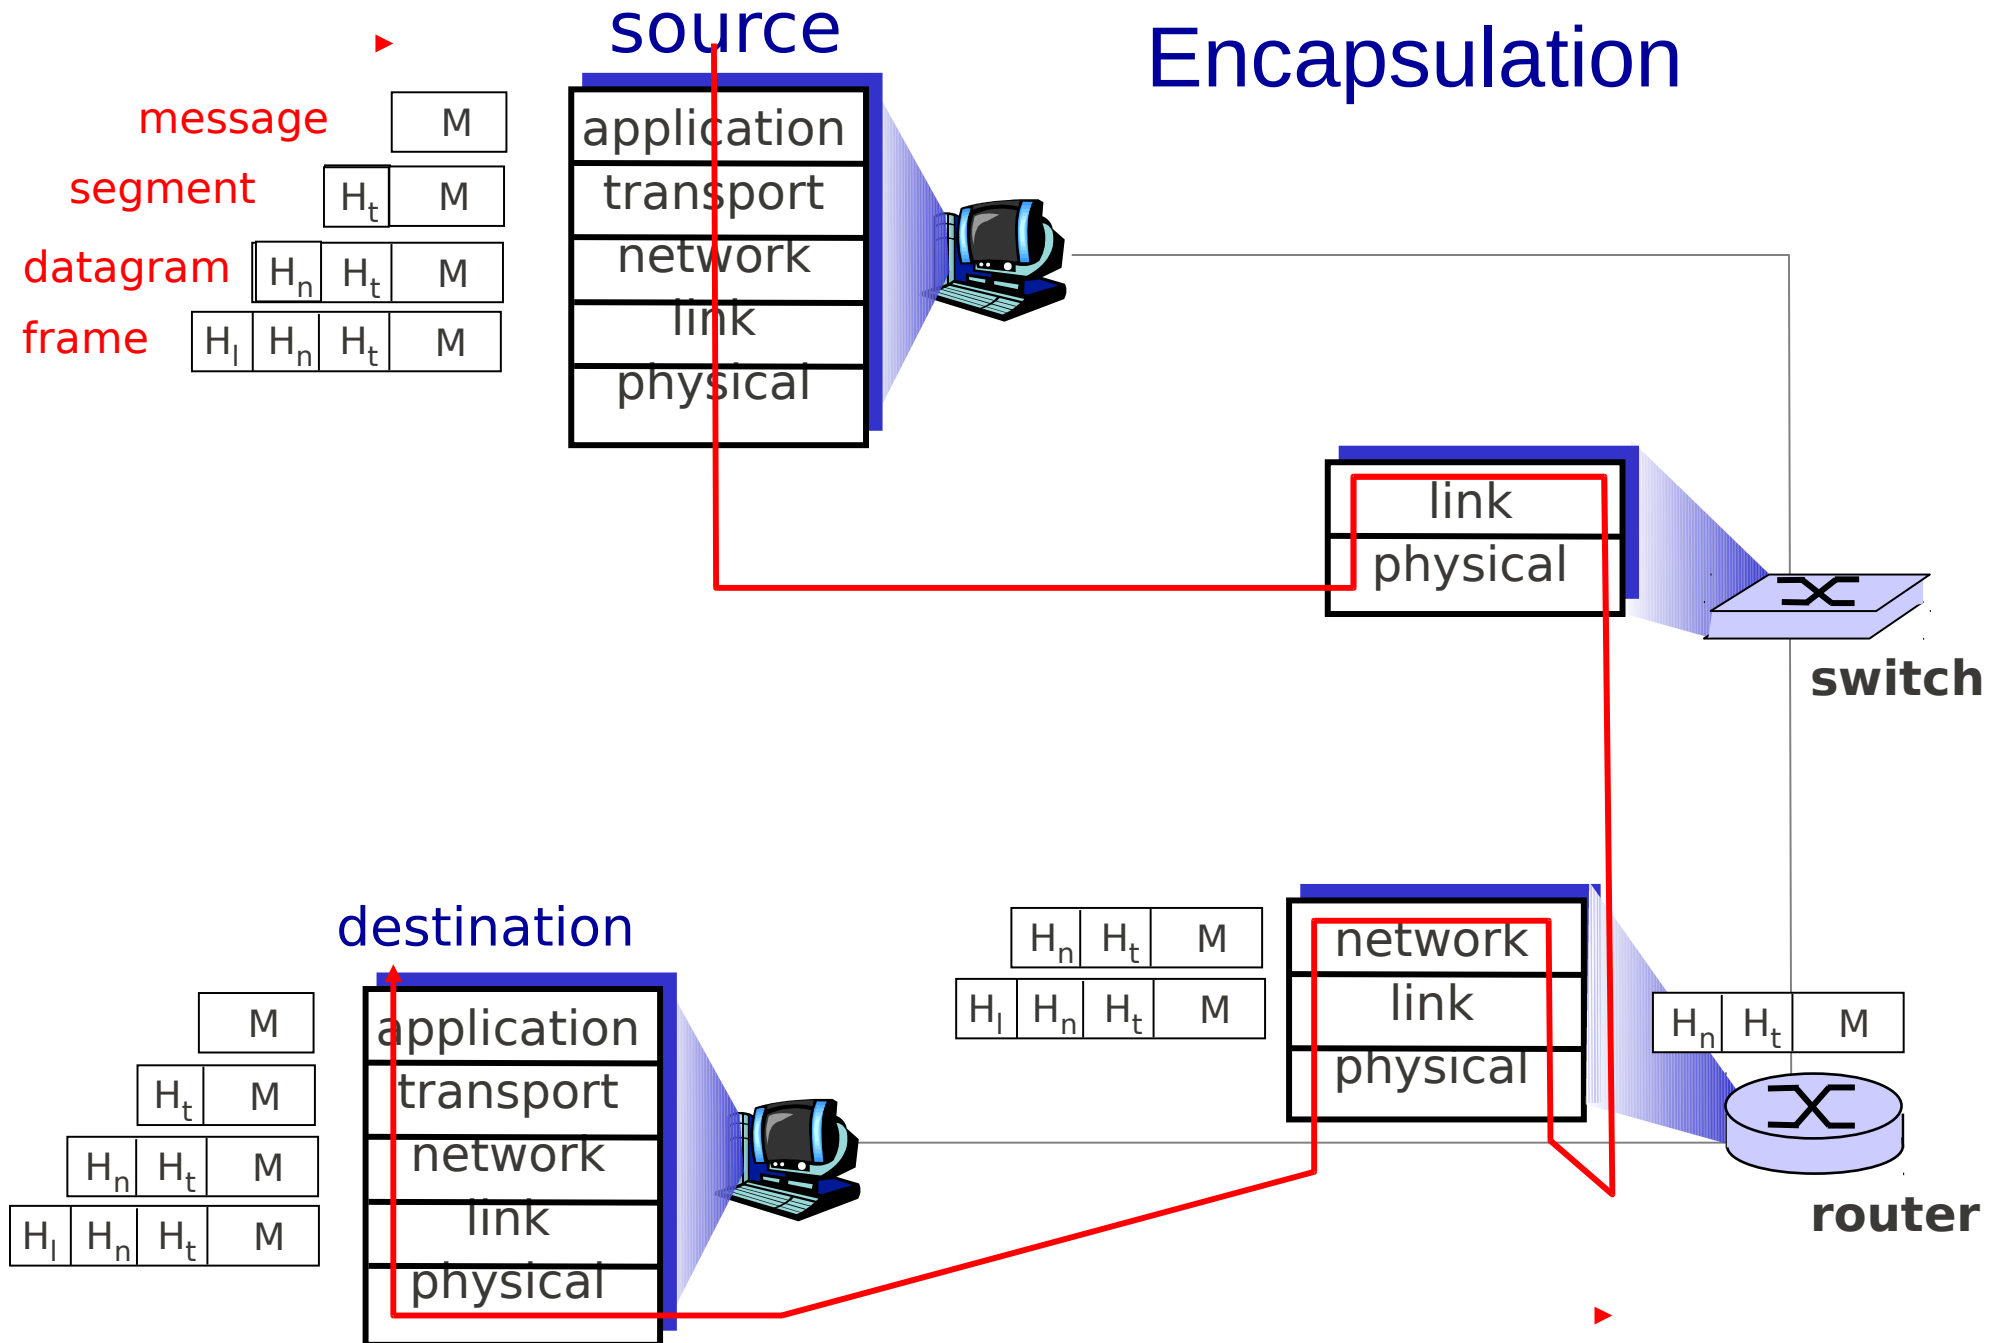 source
Encapsulation
message
M
application
segment
Ht M
transport
datagram
Hn Ht M
network
frame
Hl Hn Ht M
link
physical
link
physical
switch
destination
Hn Ht M
network
Hl Hn Ht M
link
Hn Ht M
physical
router
M
application
Ht M
transport
Hn Ht M
network
Hl Hn Ht M
link
physical